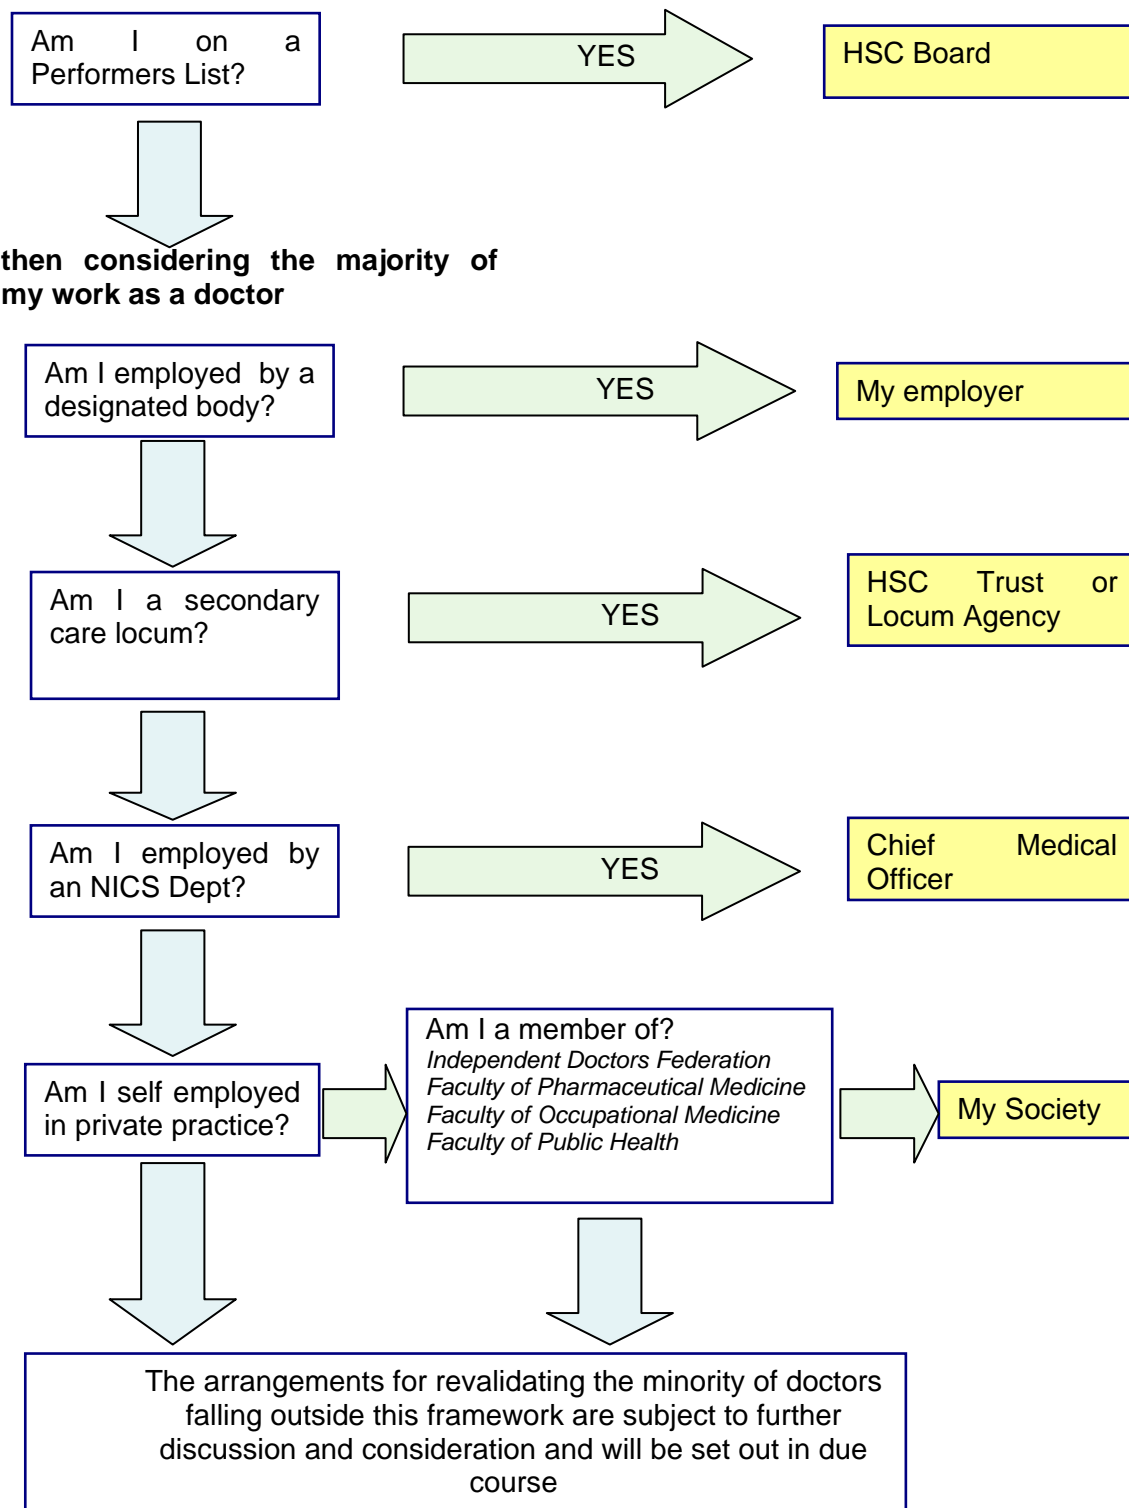 Am I on a
Performers List?
YES
HSC Board
then considering the majority of
my work as a doctor
Am I employed by a
designated body?
YES
My employer
Am I a secondary
care locum?
YES
HSC Trust or
Locum Agency
Am I employed by
an NICS Dept?
YES
Chief Medical
Officer
Am I self employed
in private practice?
Am I a member of?
Independent Doctors Federation
Faculty of Pharmaceutical Medicine
Faculty of Occupational Medicine
Faculty of Public Health
My Society
The arrangements for revalidating the minority of doctors
falling outside this framework are subject to further
discussion and consideration and will be set out in due
course